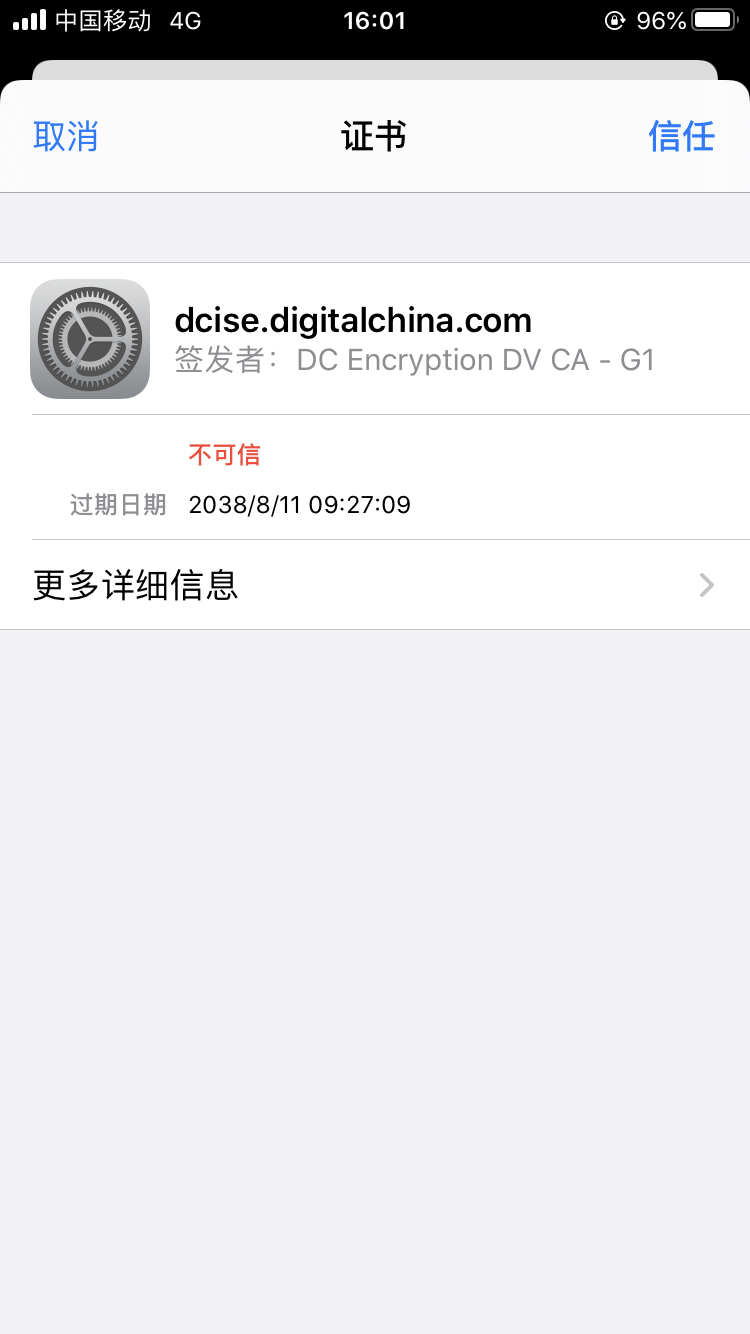 中国移动 4G 16:01 96%
取消 证书 信任
dcise.digitalchina.com
签发者：DC Encryption DV CA - G1
不可信
过期日期 2038/8/11 09:27:09
更多详细信息